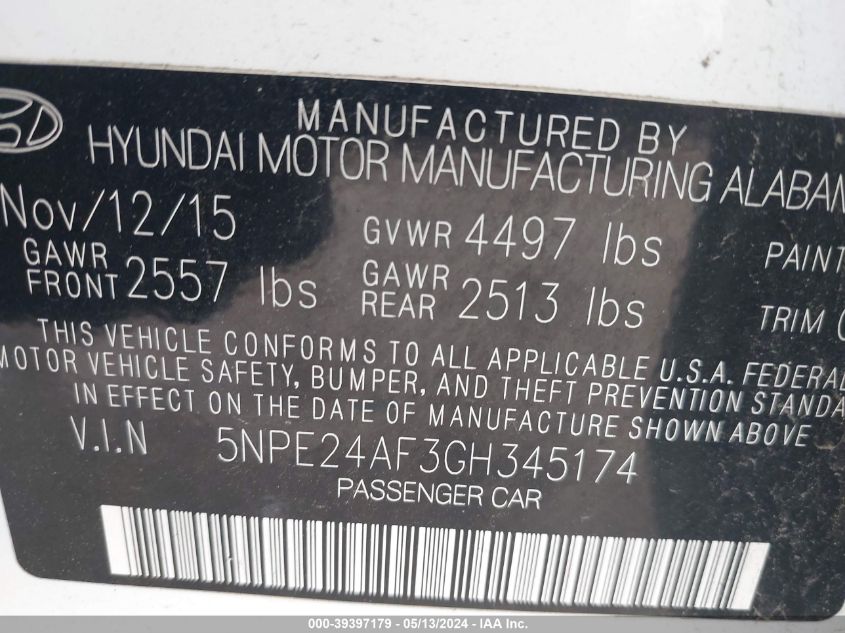 MANUFACTURED BY
HYUNDAI MOTOR MANUFACTURING ALABAM
Nov/12/15 GVWR 4497 lbs PAINT
GAWR FRONT 2557 lbs GAWR REAR 2513 lbs TRIM
THIS VEHICLE CONFORMS TO ALL APPLICABLE U.S.A. FEDERAL
MOTOR VEHICLE SAFETY, BUMPER, AND THEFT PREVENTION STANDA
IN EFFECT ON THE DATE OF MANUFACTURE SHOWN ABOVE
V.I.N 5NPE24AF3GH345174
PASSENGER CAR
000-39397179 - 05/13/2024 - IAA Inc.